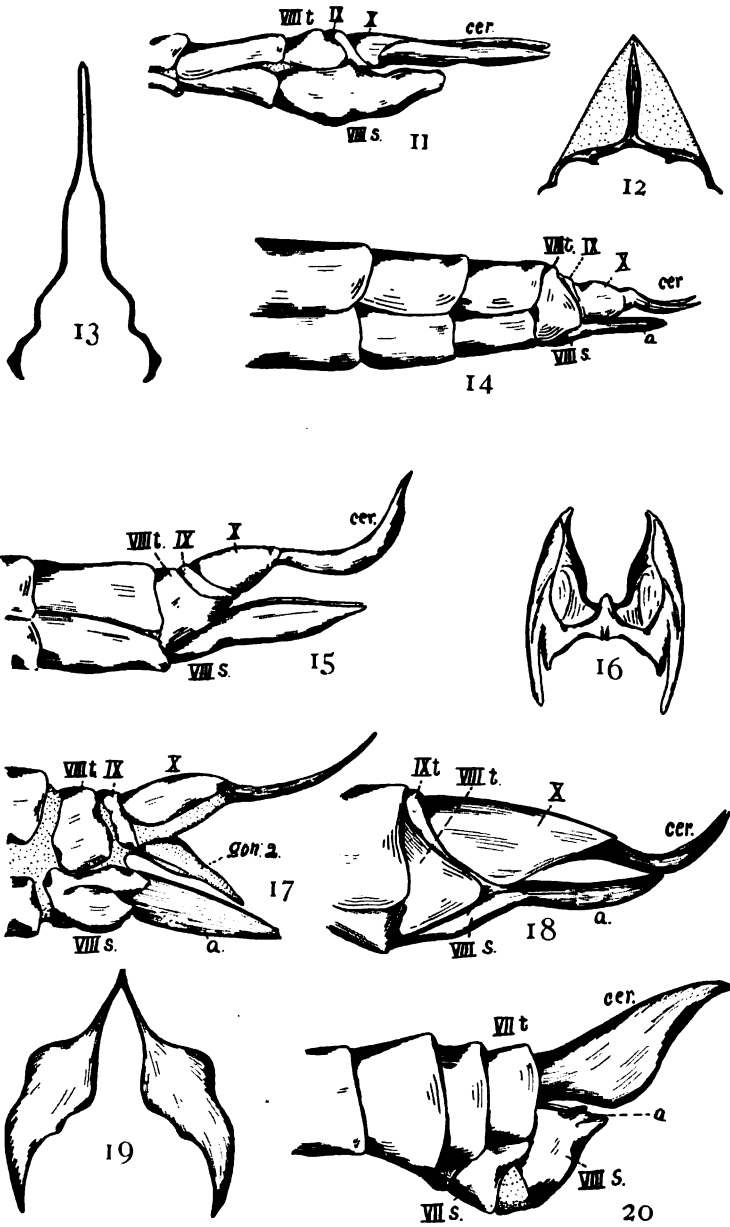 VIII t. IX X cer.
VIII s. 11
12
13
VIII t. IX X cer
VIII s. a
14
VIII t. IX X cer.
VIII s. 15
16
VIII t IX X
gon. 2
17
VIII s. a.
IX t VIII t. X cer.
VIII s. 18 a.
19
VII t cer.
a
VII s. VIII s.
20